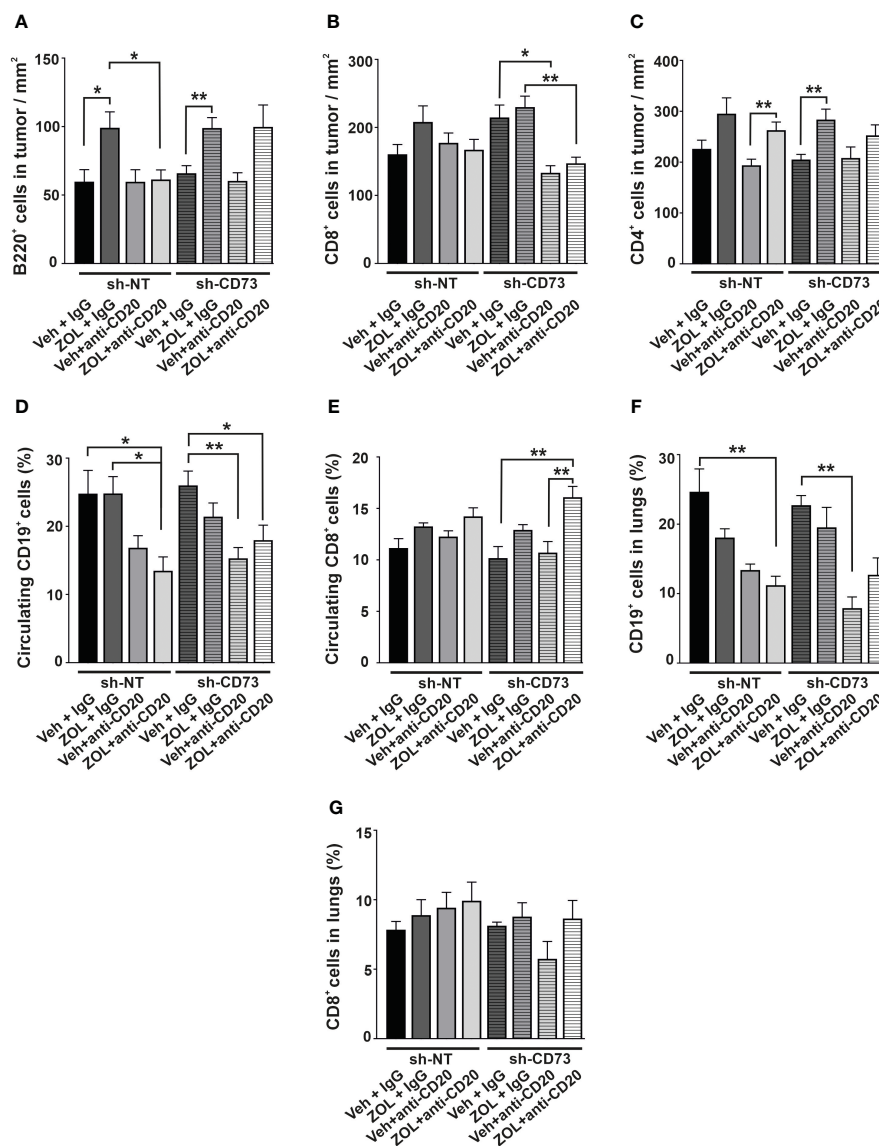 A
B220⁺ cells in tumor / mm²
150
100
50
0
*
*
**
sh-NT
sh-CD73
Veh + IgG
ZOL + IgG
Veh+anti-CD20
ZOL+anti-CD20
Veh + IgG
ZOL + IgG
Veh+anti-CD20
ZOL+anti-CD20
B
CD8⁺ cells in tumor / mm²
300
200
100
0
*
**
sh-NT
sh-CD73
Veh + IgG
ZOL + IgG
Veh+anti-CD20
ZOL+anti-CD20
Veh + IgG
ZOL + IgG
Veh+anti-CD20
ZOL+anti-CD20
C
CD4⁺ cells in tumor / mm²
400
300
200
100
0
**
**
sh-NT
sh-CD73
Veh + IgG
ZOL + IgG
Veh+anti-CD20
ZOL+anti-CD20
Veh + IgG
ZOL + IgG
Veh+anti-CD20
ZOL+anti-CD20
D
Circulating CD19⁺ cells (%)
30
20
10
0
*
*
*
**
sh-NT
sh-CD73
Veh + IgG
ZOL + IgG
Veh+anti-CD20
ZOL+anti-CD20
Veh + IgG
ZOL + IgG
Veh+anti-CD20
ZOL+anti-CD20
E
Circulating CD8⁺ cells (%)
20
15
10
5
0
**
**
sh-NT
sh-CD73
Veh + IgG
ZOL + IgG
Veh+anti-CD20
ZOL+anti-CD20
Veh + IgG
ZOL + IgG
Veh+anti-CD20
ZOL+anti-CD20
F
CD19⁺ cells in lungs (%)
30
20
10
0
**
**
sh-NT
sh-CD73
Veh + IgG
ZOL + IgG
Veh+anti-CD20
ZOL+anti-CD20
Veh + IgG
ZOL + IgG
Veh+anti-CD20
ZOL+anti-CD20
G
CD8⁺ cells in lungs (%)
15
10
5
0
sh-NT
sh-CD73
Veh + IgG
ZOL + IgG
Veh+anti-CD20
ZOL+anti-CD20
Veh + IgG
ZOL + IgG
Veh+anti-CD20
ZOL+anti-CD20